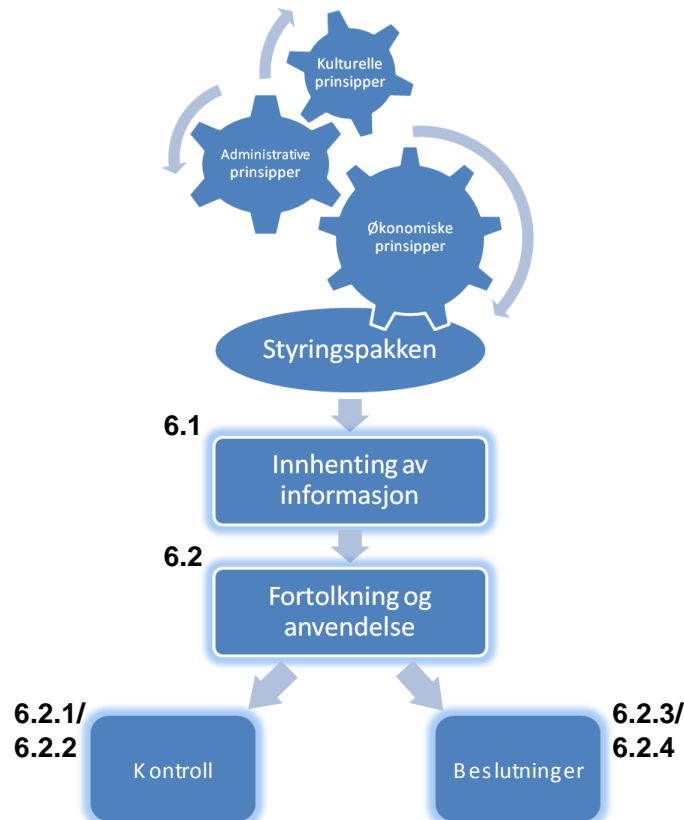 Kulturelle
prinsipper
Administrative
prinsipper
Økonomiske
prinsipper
Styringspakken
6.1
Innhenting av
informasjon
6.2
Fortolkning og
anvendelse
6.2.1/
6.2.2
Kontroll
Beslutninger
6.2.3/
6.2.4